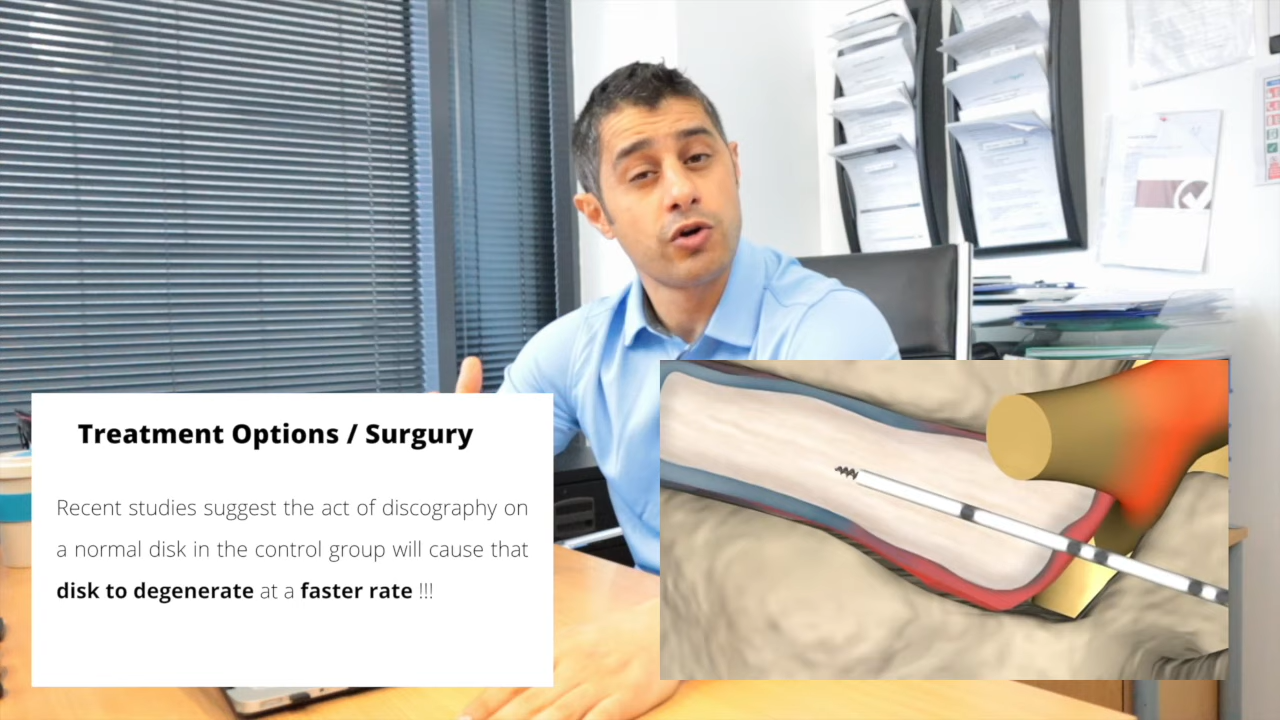 Treatment Options / Surgury
Recent studies suggest the act of discography on
a normal disk in the control group will cause that
disk to degenerate at a faster rate !!!